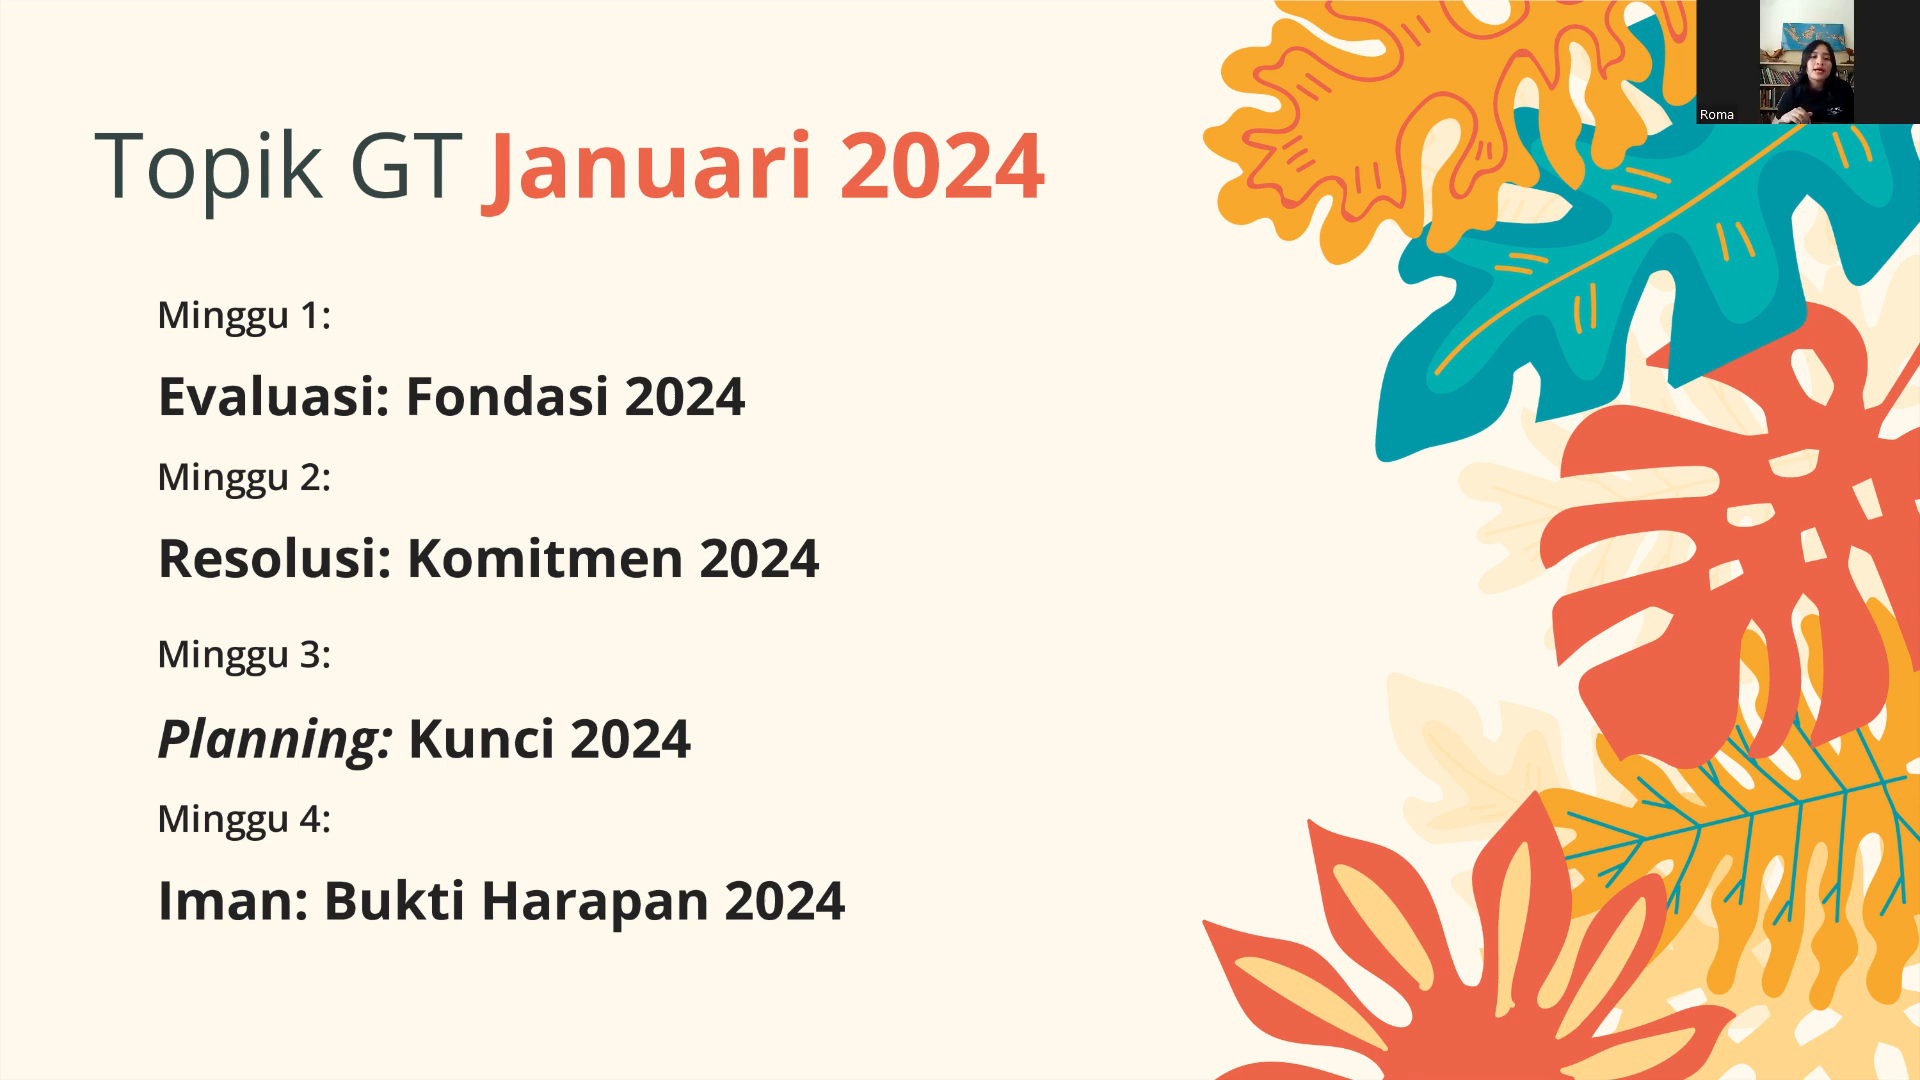 Topik GT Januari 2024
Roma
Minggu 1:
Evaluasi: Fondasi 2024
Minggu 2:
Resolusi: Komitmen 2024
Minggu 3:
Planning: Kunci 2024
Minggu 4:
Iman: Bukti Harapan 2024